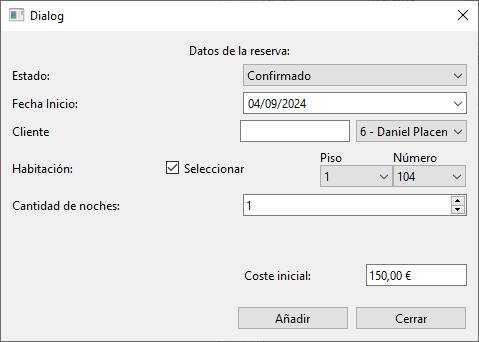 Dialog
Datos de la reserva:
Estado: Confirmado
Fecha Inicio: 04/09/2024
Cliente 6 - Daniel Placen
Piso Número
Habitación: Seleccionar 1 104
Cantidad de noches: 1
Coste inicial: 150,00 €
Añadir Cerrar